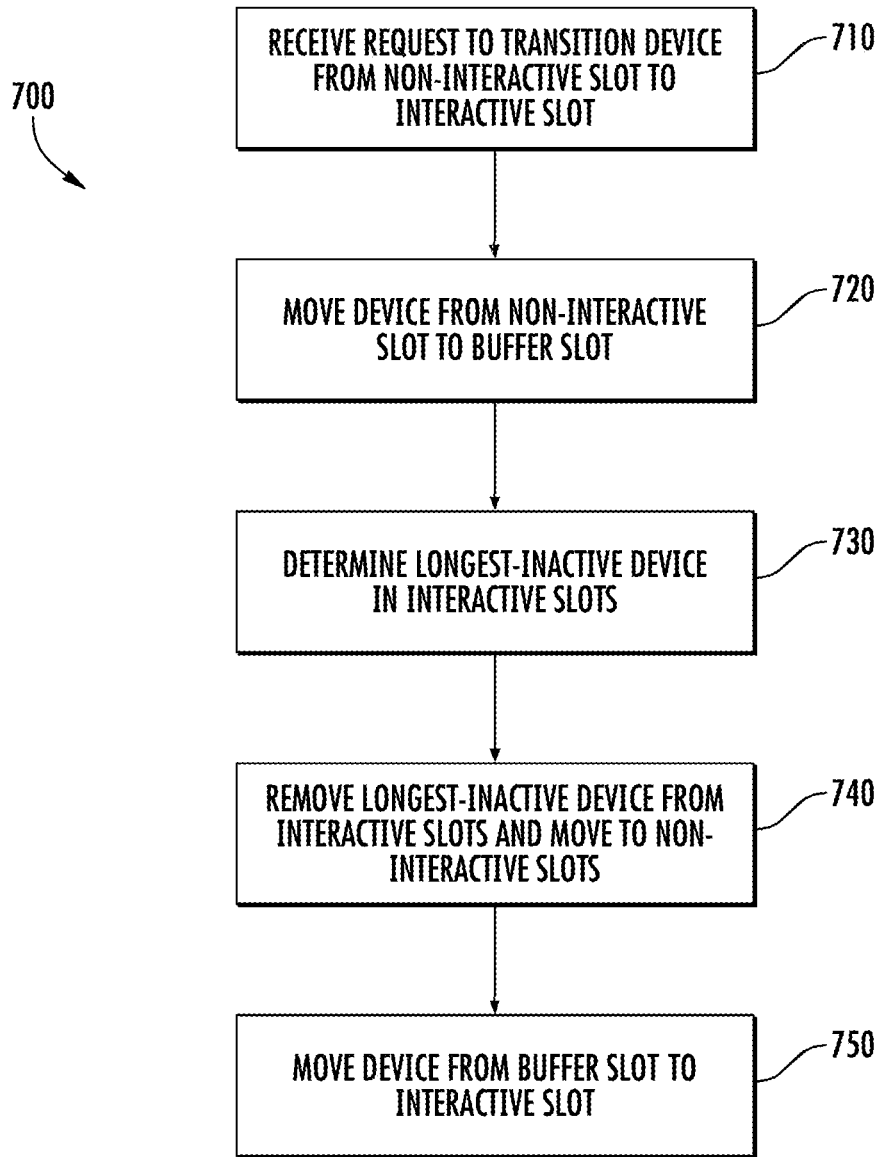 700
RECEIVE REQUEST TO TRANSITION DEVICE
FROM NON-INTERACTIVE SLOT TO
INTERACTIVE SLOT
710
MOVE DEVICE FROM NON-INTERACTIVE
SLOT TO BUFFER SLOT
720
DETERMINE LONGEST-INACTIVE DEVICE
IN INTERACTIVE SLOTS
730
REMOVE LONGEST-INACTIVE DEVICE FROM
INTERACTIVE SLOTS AND MOVE TO NON-
INTERACTIVE SLOTS
740
MOVE DEVICE FROM BUFFER SLOT TO
INTERACTIVE SLOT
750